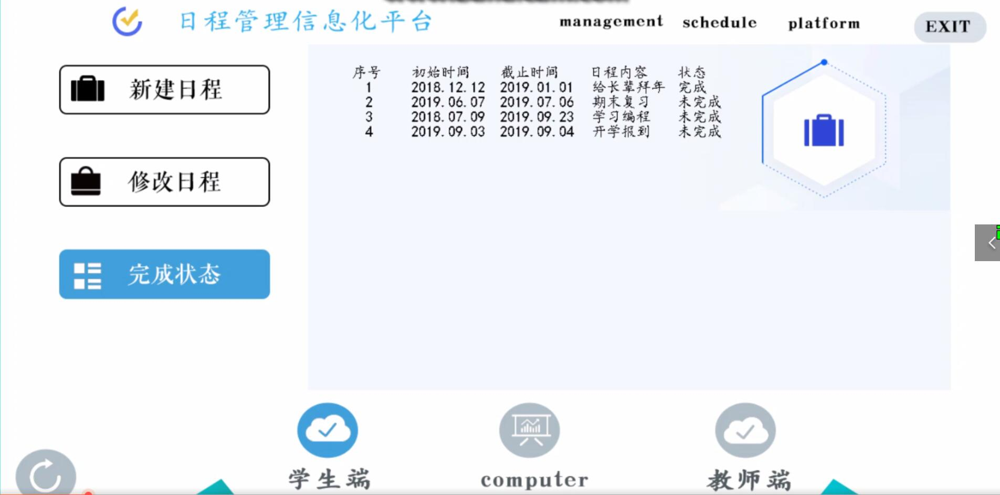 日程管理信息化平台 management schedule platform EXIT
新建日程
修改日程
完成状态
序号 初始时间 截止时间 日程内容 状态
1 2018.12.12 2019.01.01 给长辈拜年 完成
2 2019.06.07 2019.07.06 期末复习 未完成
3 2018.07.09 2019.09.23 学习编程 未完成
4 2019.09.03 2019.09.04 开学报到 未完成
学生端 computer 教师端